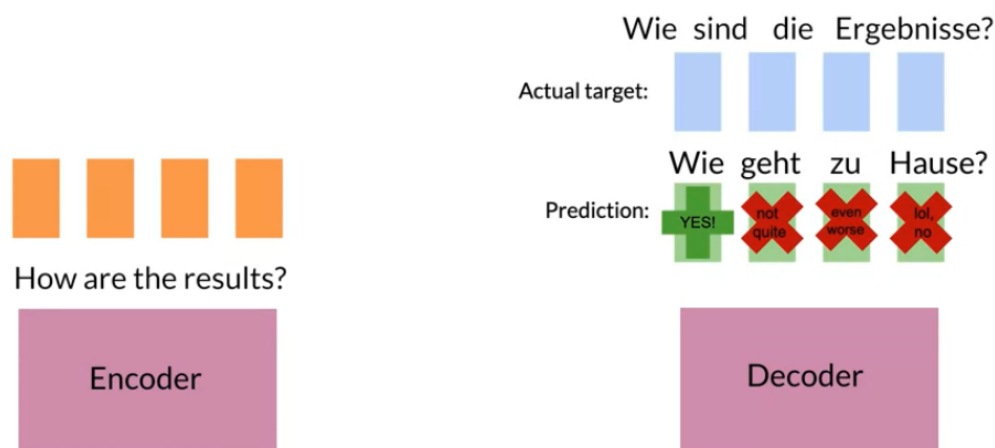 Wie sind die Ergebnisse?
Actual target:
Wie geht zu Hause?
Prediction:
YES!
not quite
even worse
lol, no
How are the results?
Encoder
Decoder